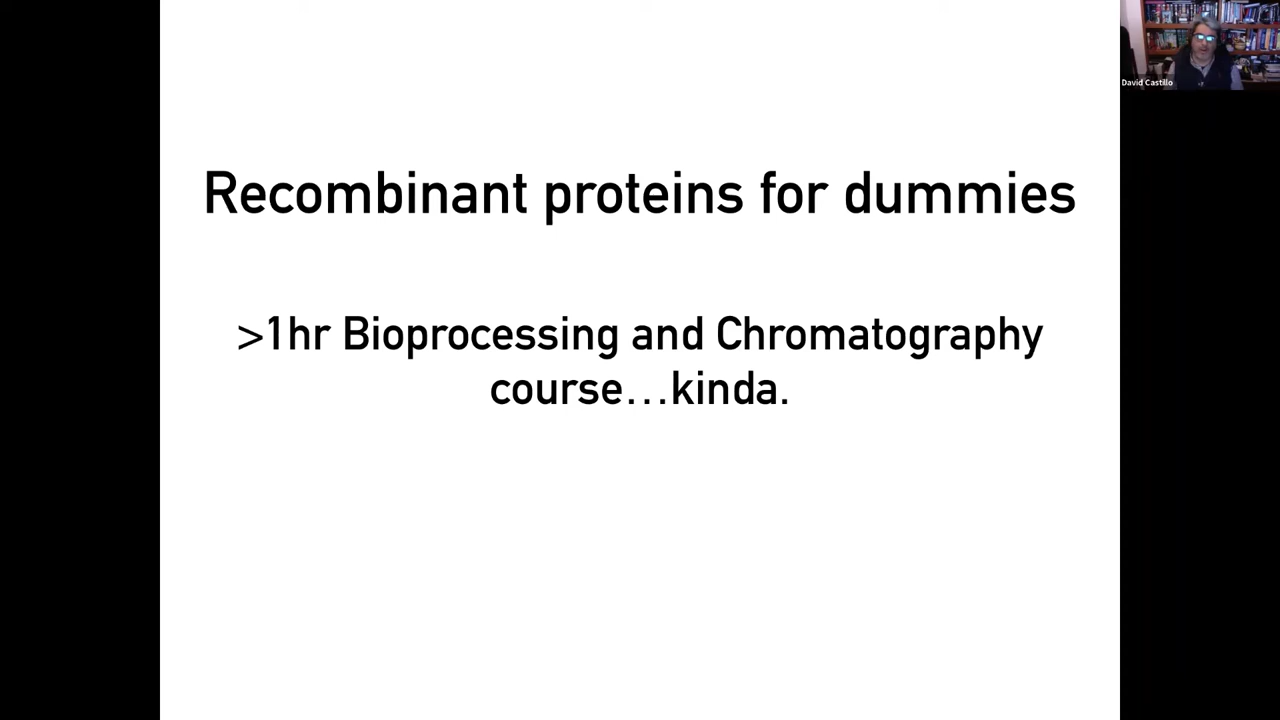 Recombinant proteins for dummies
>1hr Bioprocessing and Chromatography
course…kinda.
David Castillo